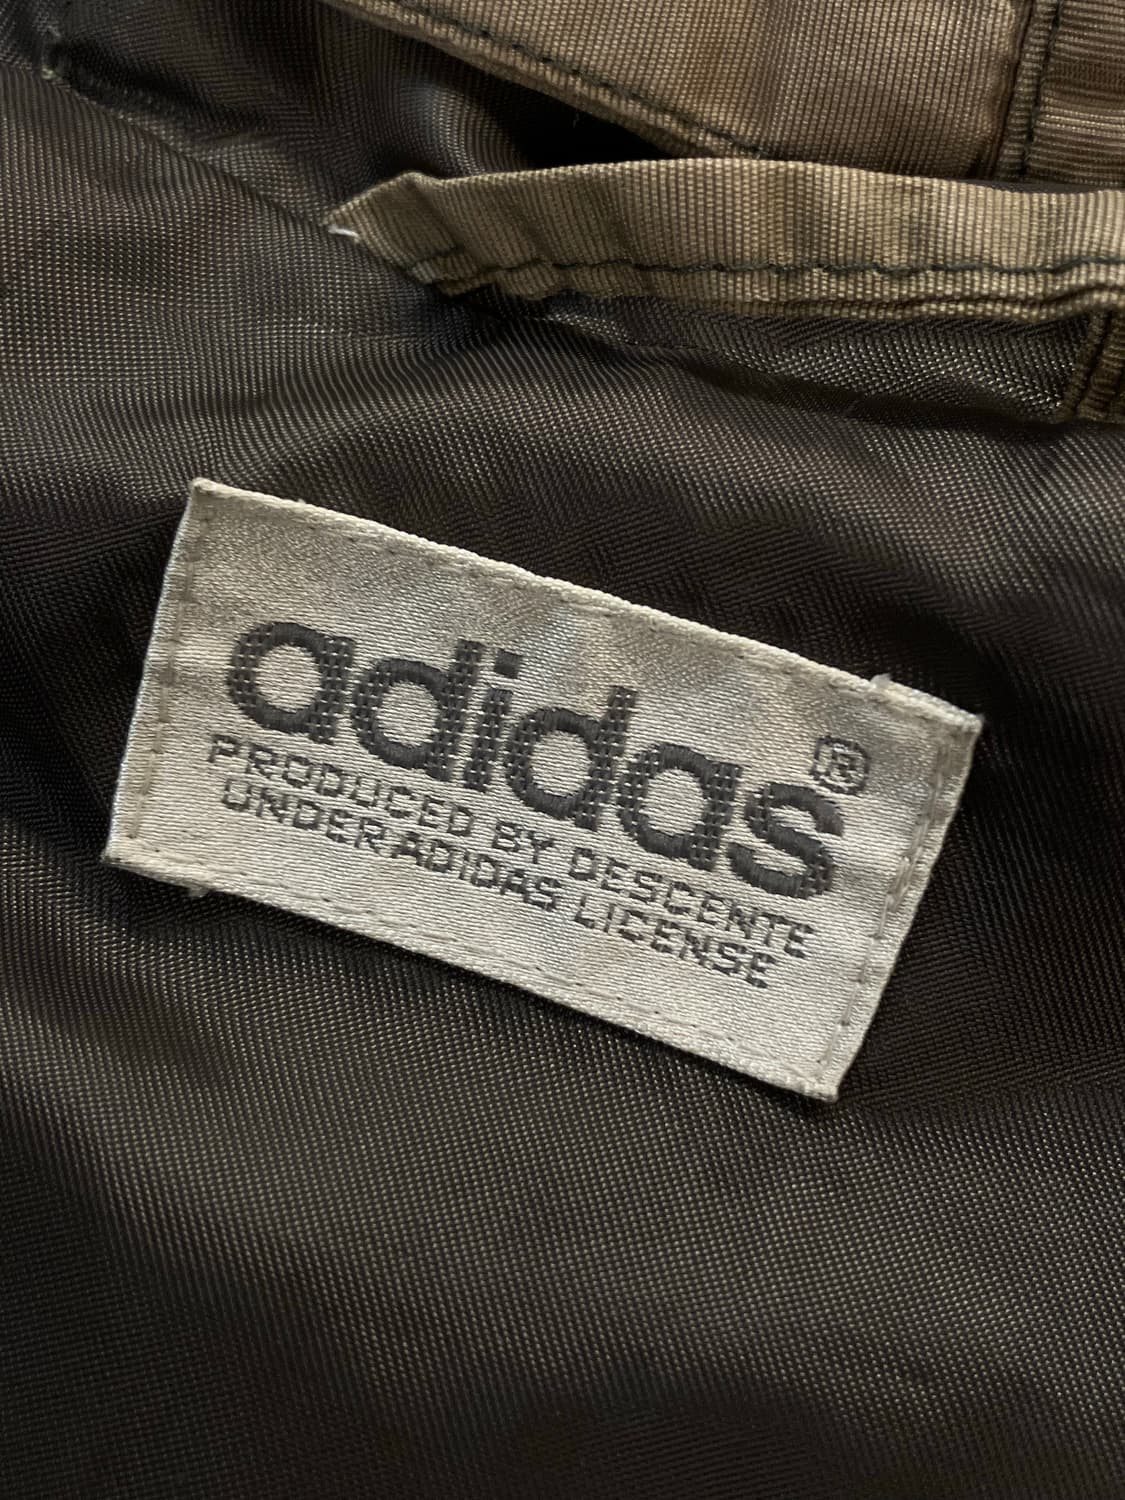 adidas®
PRODUCED BY DESCENTE
UNDER ADIDAS LICENSE